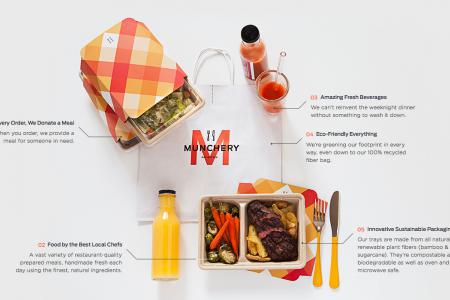 very Order, We Donate a Meal
hen you order, we provide a
meal for someone in need.
02 Food by the Best Local Chefs
A vast variety of restaurant-quality
prepared meals, handmade fresh each
day using the finest, natural ingredients.
MUNCHERY
03 Amazing Fresh Beverages
We can't reinvent the weeknight dinner
without something to wash it down.
04 Eco-Friendly Everything
We're greening our footprint in every
way, even down to our 100% recycled
fiber bag.
05 Innovative Sustainable Packagin
Our trays are made from all natural
renewable plant fibers (bamboo &
sugarcane). They're compostable a
biodegradable as well as oven and
microwave safe.